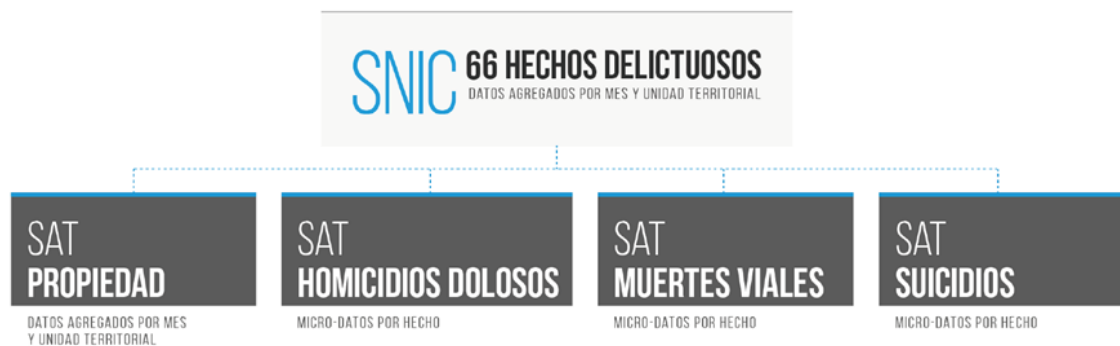 SNIC 66 HECHOS DELICTUOSOS
DATOS AGREGADOS POR MES Y UNIDAD TERRITORIAL
SAT
PROPIEDAD
DATOS AGREGADOS POR MES
Y UNIDAD TERRITORIAL
SAT
HOMICIDIOS DOLOSOS
MICRO-DATOS POR HECHO
SAT
MUERTES VIALES
MICRO-DATOS POR HECHO
SAT
SUICIDIOS
MICRO-DATOS POR HECHO